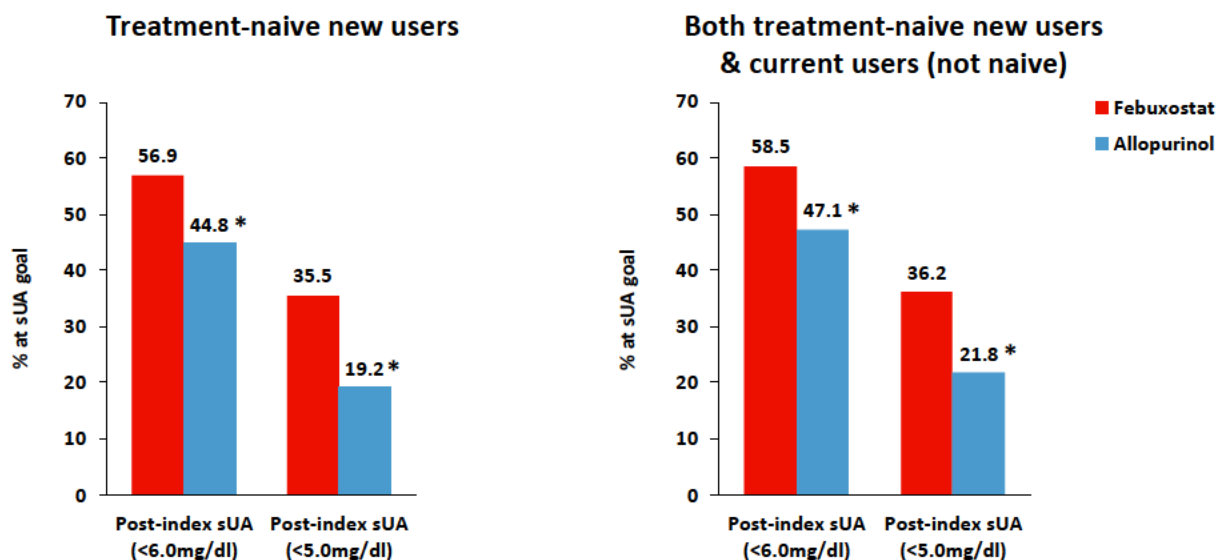 Treatment-naive new users
% at sUA goal
70
60
50
40
30
20
10
0
56.9
44.8 *
35.5
19.2 *
Post-index sUA
(<6.0mg/dl)
Post-index sUA
(<5.0mg/dl)
Both treatment-naive new users
& current users (not naive)
% at sUA goal
70
60
50
40
30
20
10
0
58.5
47.1 *
36.2
21.8 *
Post-index sUA
(<6.0mg/dl)
Post-index sUA
(<5.0mg/dl)
Febuxostat
Allopurinol